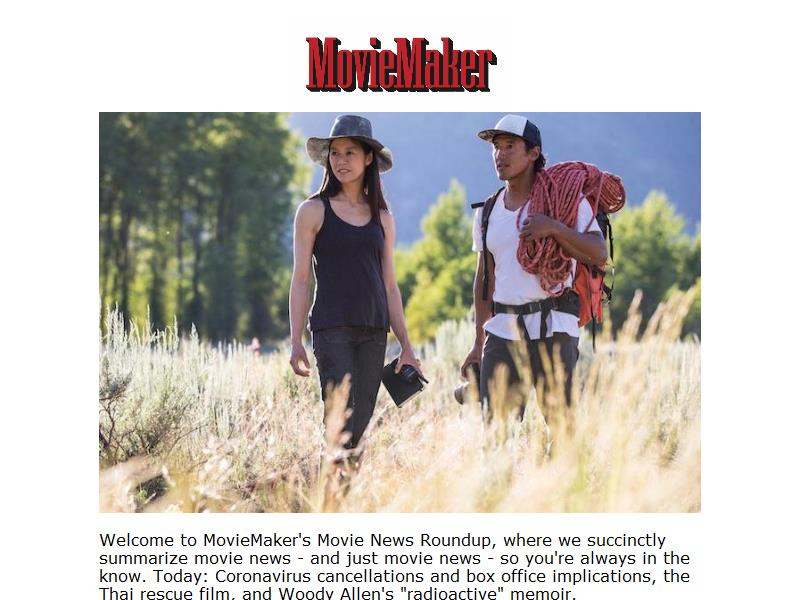 MovieMaker
Welcome to MovieMaker's Movie News Roundup, where we succinctly
summarize movie news - and just movie news - so you're always in the
know. Today: Coronavirus cancellations and box office implications, the
Thai rescue film, and Woody Allen's "radioactive" memoir.